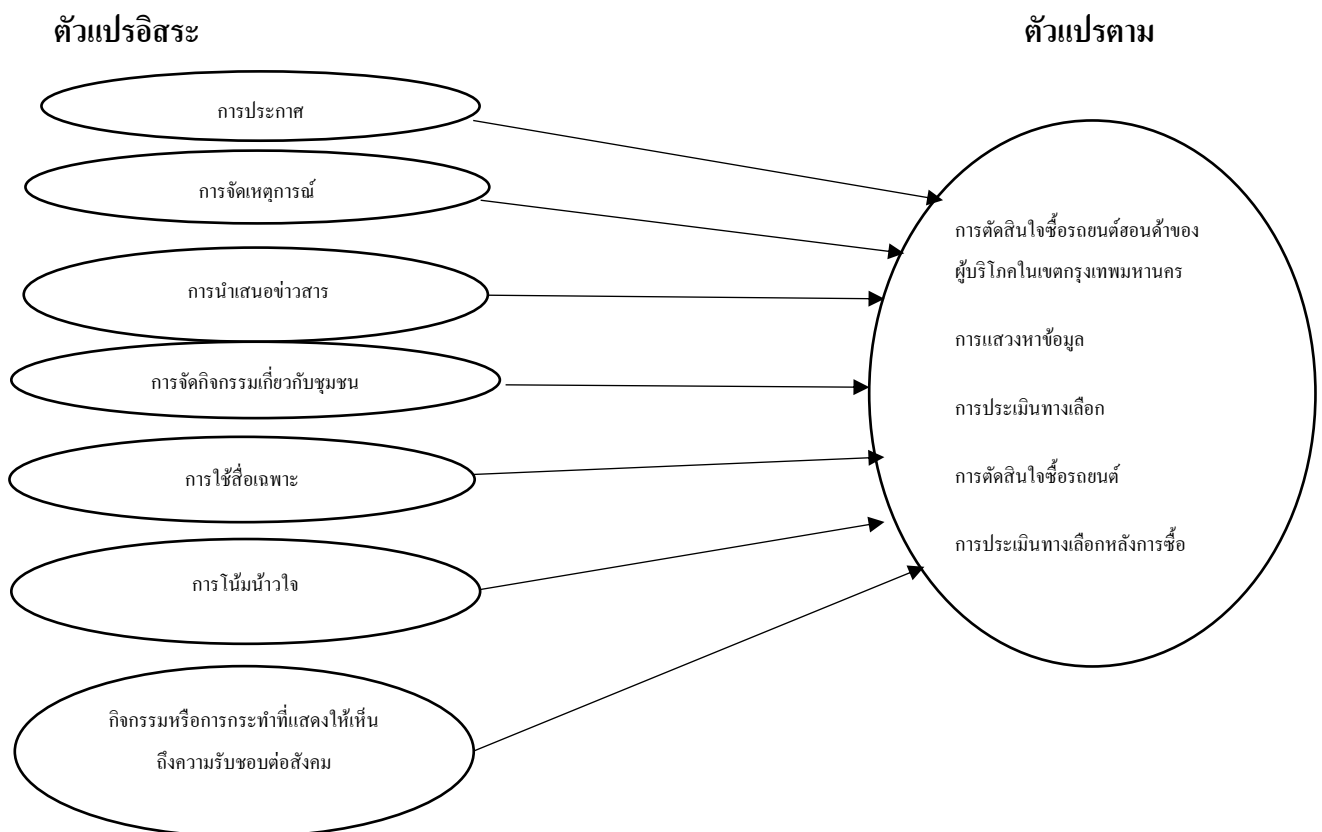 ตัวแปรอิสระ
ตัวแปรตาม
การประกาศ
การจัดเหตุการณ์
การนำเสนอข่าวสาร
การจัดกิจกรรมเกี่ยวกับชุมชน
การใช้สื่อเฉพาะ
การโน้มน้าวใจ
กิจกรรมหรือการกระทำที่แสดงให้เห็น
ถึงความรับชอบต่อสังคม
การตัดสินใจซื้อรถยนต์ฮอนด้าของ
ผู้บริโภคในเขตกรุงเทพมหานคร
การแสวงหาข้อมูล
การประเมินทางเลือก
การตัดสินใจซื้อรถยนต์
การประเมินทางเลือกหลังการซื้อ